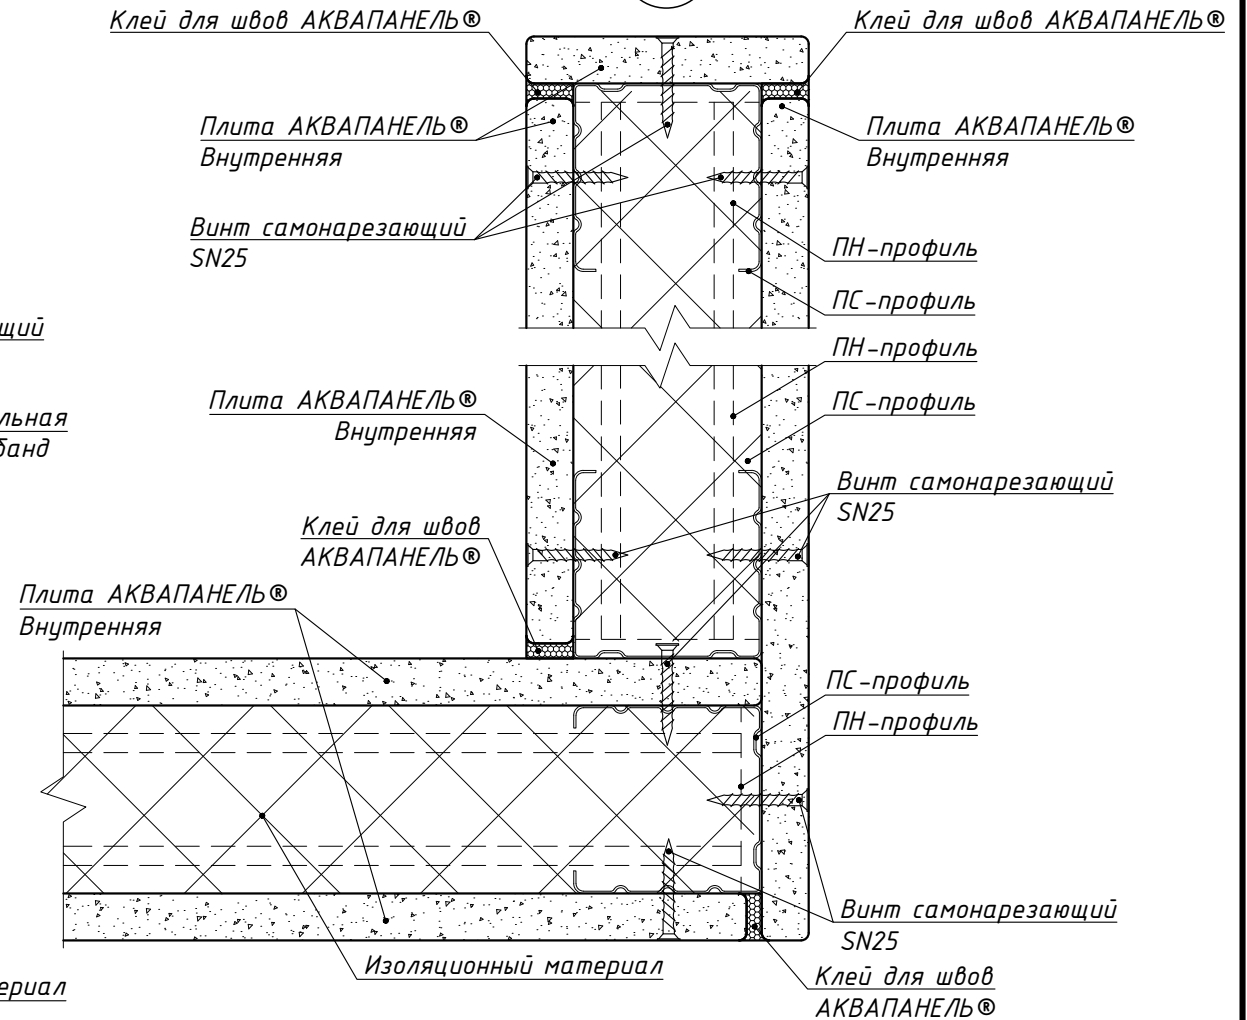 Клей для швов АКВАПАНЕЛЬ®
Клей для швов АКВАПАНЕЛЬ®
Плита АКВАПАНЕЛЬ®
Внутренняя
Плита АКВАПАНЕЛЬ®
Внутренняя
Винт самонарезающий
SN25
ПН-профиль
ПС-профиль
щий
ПН-профиль
Плита АКВАПАНЕЛЬ®
Внутренняя
ПС-профиль
льная
банд
Винт самонарезающий
SN25
Клей для швов
АКВАПАНЕЛЬ®
Плита АКВАПАНЕЛЬ®
Внутренняя
ПС-профиль
ПН-профиль
Винт самонарезающий
SN25
Изоляционный материал
Клей для швов
АКВАПАНЕЛЬ®
ериал